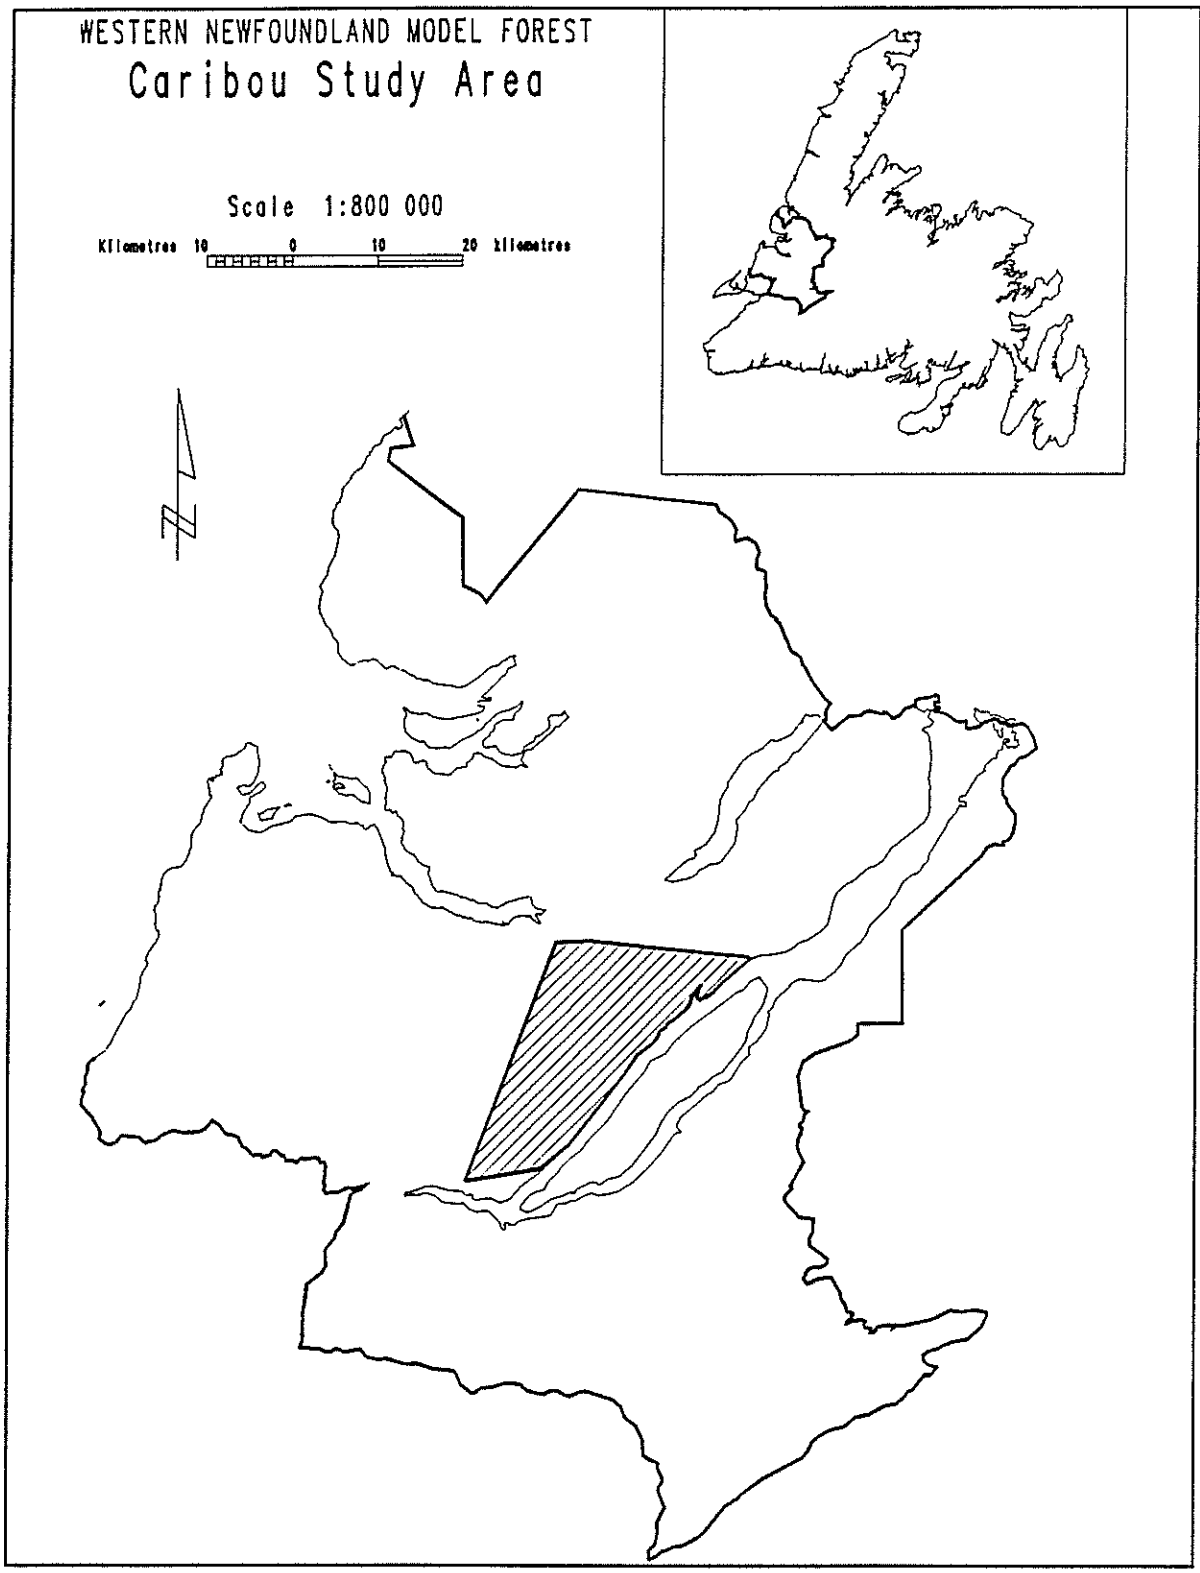 WESTERN NEWFOUNDLAND MODEL FOREST
Caribou Study Area
Scale 1:800 000
Kilometres 10 0 10 20 kilometres
N